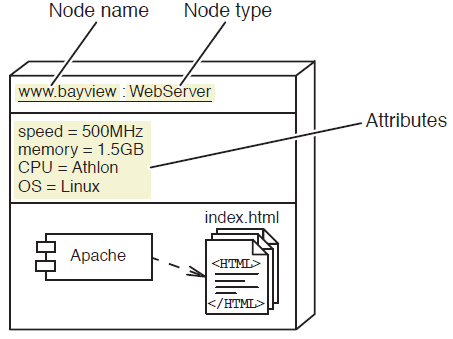 Node name
Node type
www.bayview : WebServer
speed = 500MHz
memory = 1.5GB
CPU = Athlon
OS = Linux
Attributes
index.html
Apache
<HTML>
</HTML>